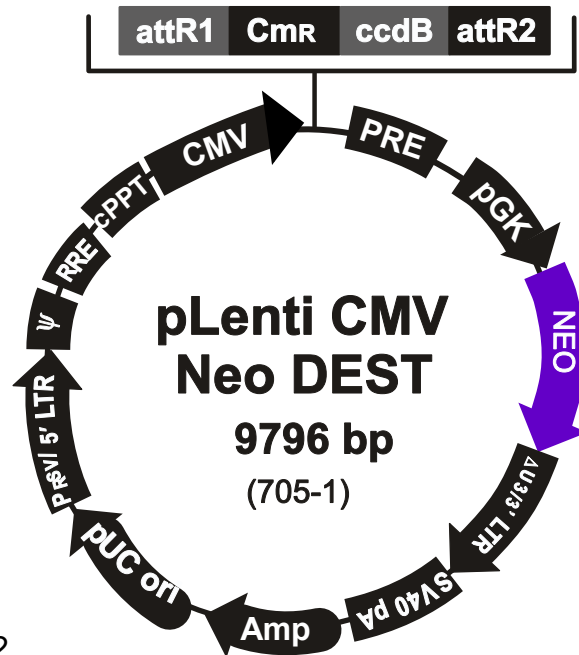 attR1 CmR ccdB attR2
CMV
PRE
pGK
NEO
ΔU3/3' LTR
SV40 pA
Amp
pUC ori
Prsv/ 5' LTR
Ψ
RRE
cPPT
pLenti CMV
Neo DEST
9796 bp
(705-1)